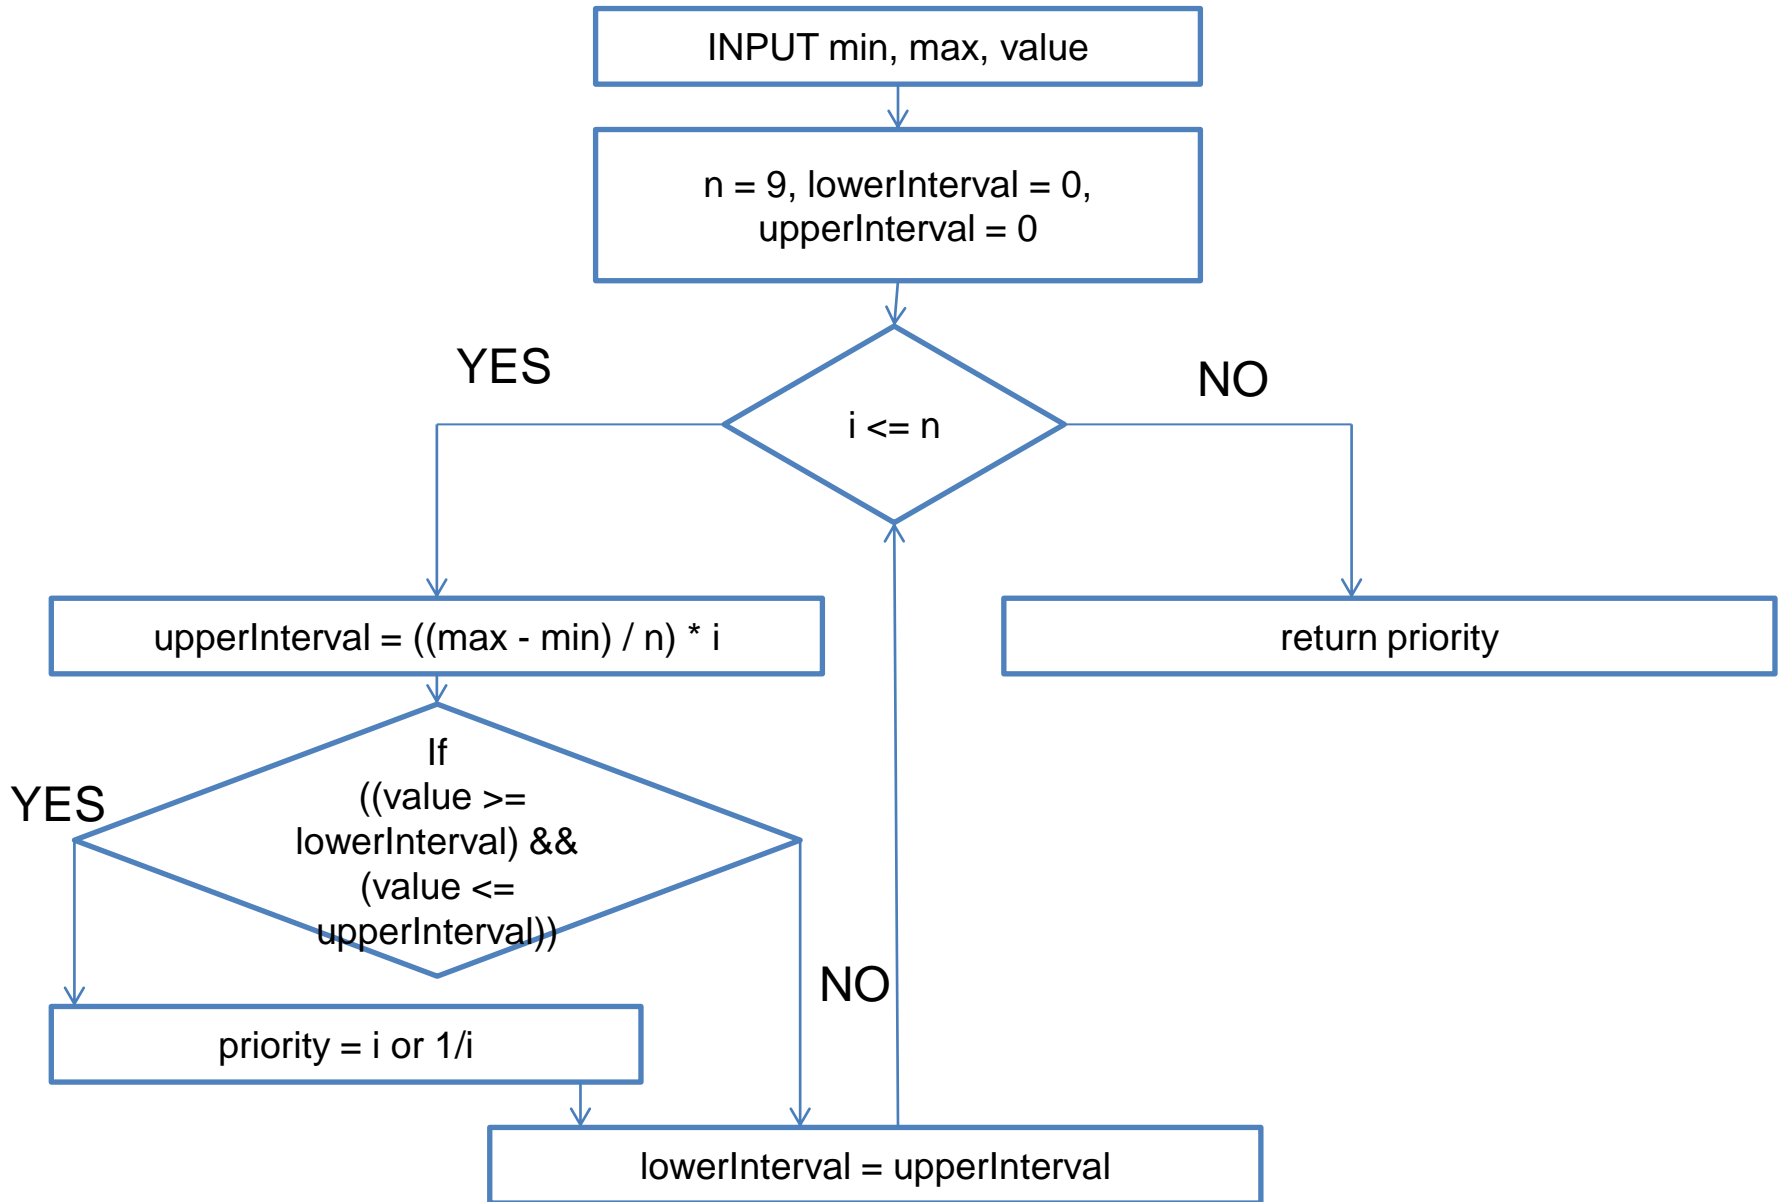 INPUT min, max, value
n = 9, lowerInterval = 0,
upperInterval = 0
YES
NO
i <= n
upperInterval = ((max - min) / n) * i
return priority
If
((value >=
lowerInterval) &&
(value <=
upperInterval))
YES
NO
priority = i or 1/i
lowerInterval = upperInterval